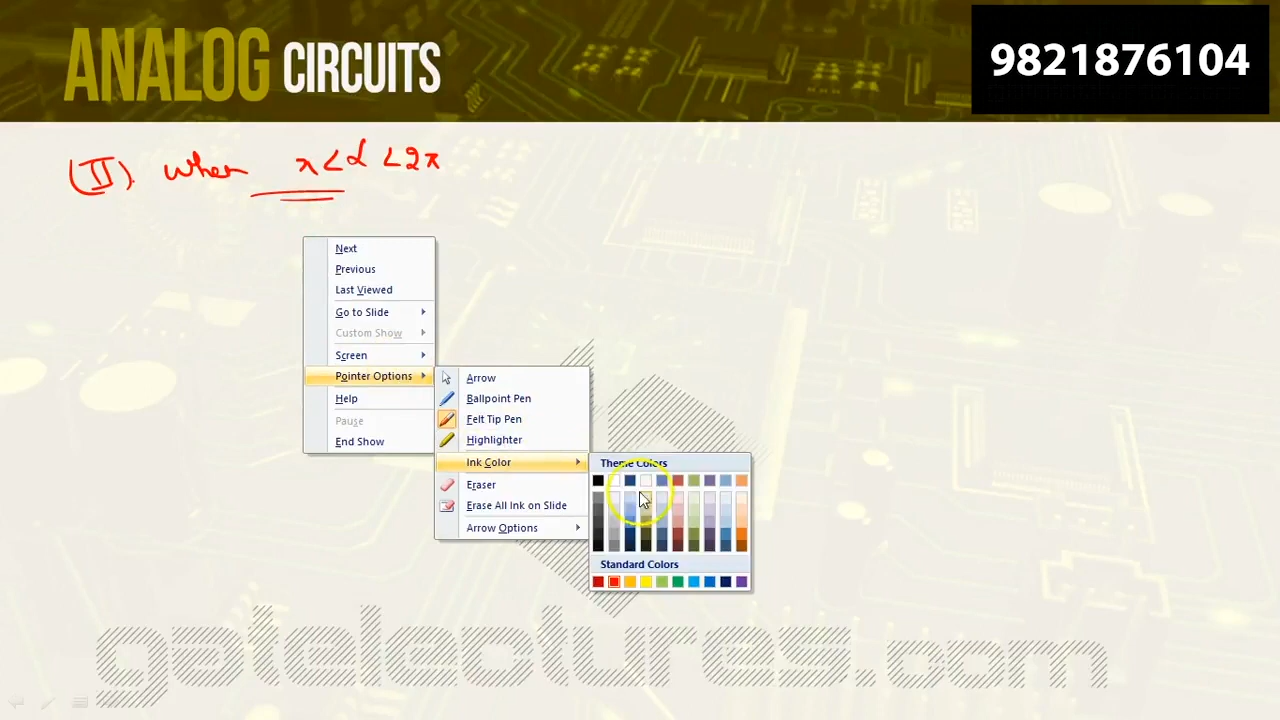 ANALOG CIRCUITS
9821876104
(II). when π<α<2π
Next
Previous
Last Viewed
Go to Slide
Custom Show
Screen
Pointer Options
Help
Pause
End Show
Arrow
Ballpoint Pen
Felt Tip Pen
Highlighter
Ink Color
Eraser
Erase All Ink on Slide
Arrow Options
Theme Colors
Standard Colors
gatelectures.com